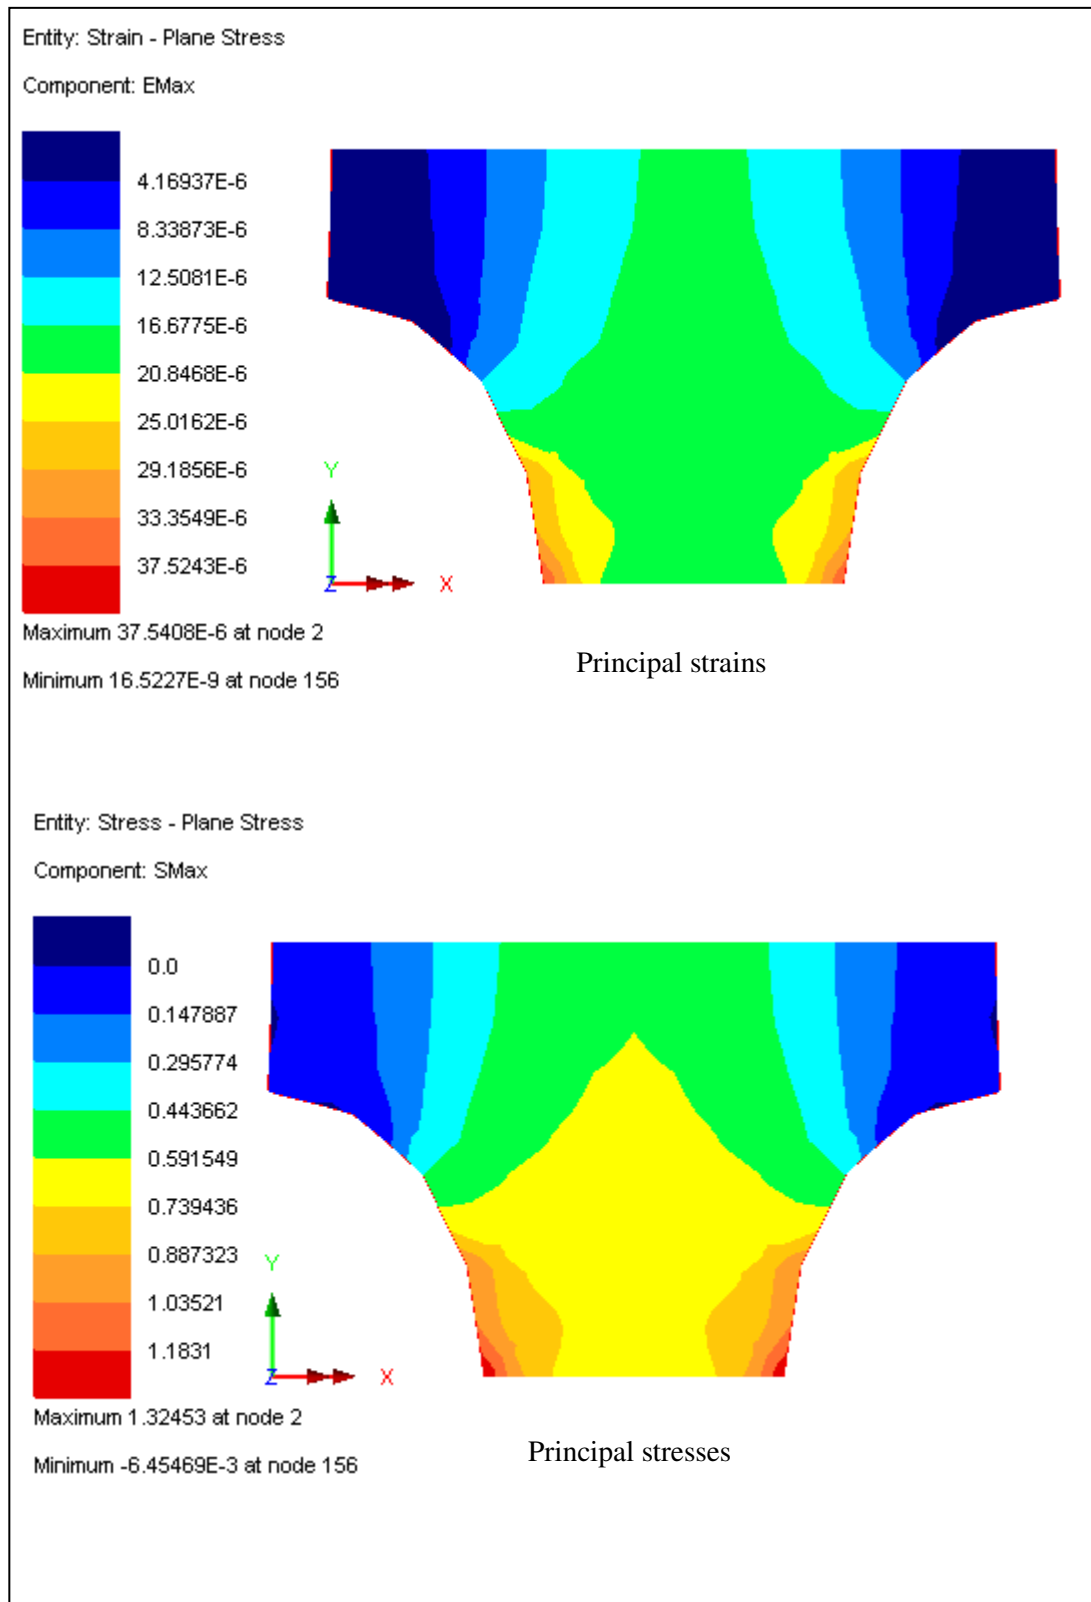 Entity: Strain - Plane Stress
Component: EMax
4.16937E-6
8.33873E-6
12.5081E-6
16.6775E-6
20.8468E-6
25.0162E-6
29.1856E-6
33.3549E-6
37.5243E-6
Y
Z
X
Maximum 37.5408E-6 at node 2
Minimum 16.5227E-9 at node 156
Principal strains
Entity: Stress - Plane Stress
Component: SMax
0.0
0.147887
0.295774
0.443662
0.591549
0.739436
0.887323
1.03521
1.1831
Y
Z
X
Maximum 1.32453 at node 2
Minimum -6.45469E-3 at node 156
Principal stresses